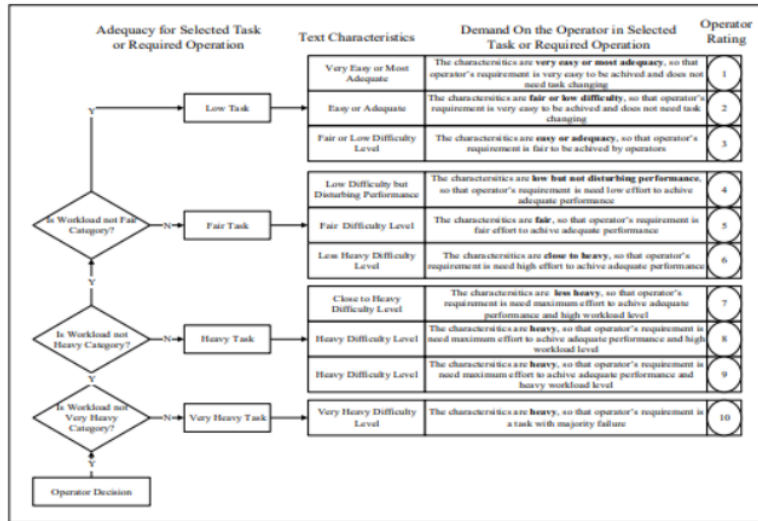 Adequacy for Selected Task
or Required Operation
Text Characteristics
Demand On the Operator in Selected
Task or Required Operation
Operator
Rating
Very Easy or Most
Adequate
The charactersitics are very easy or most adequacy, so that
operator's requirement is very easy to be achived and does not
need task changing
1
Y
Low Task
Easy or Adequate
The charactersitics are fair or low difficulty, so that operator's
requirement is very easy to be achived and does not need task
changing
2
Fair or Low Difficulty
Level
The charactersitics are easy or adequacy, so that operator's
requirement is fair to be achived by operators
3
Low Difficulty but
Disturbing Performance
The charactersitics are low but not disturbing performance,
so that operator's requirement is need low effort to achieve
adequate performance
4
Is Workload not Fair
Category?
N
Fair Task
Fair Difficulty Level
The charactersitics are fair, so that operator's requirement is
fair effort to achive adequate performance
5
Less Heavy Difficulty
Level
The charactersitics are close to heavy, so that operator's
requirement is need high effort to achieve adequate performance
6
Y
Close to Heavy
Difficulty Level
The charactersitics are less heavy, so that operator's
requirement is need maximum effort to achive adequate
performance and high workload level
7
Is Workload not
Heavy Category?
N
Heavy Task
Heavy Difficulty Level
The charactersitics are heavy, so that operator's requirement is
need maximum effort to achive adequate performance and high
workload level
8
Heavy Difficulty Level
The charactersitics are heavy, so that operator's requirement is
need maximum effort to achive adequate performance and
heavy workload level
9
Y
Is Workload not
Very Heavy
Category?
N
Very Heavy Task
Very Heavy Difficulty
Level
The charactersitics are heavy, so that operator's requirement is
a task with majority failure
10
Y
Operator Decision